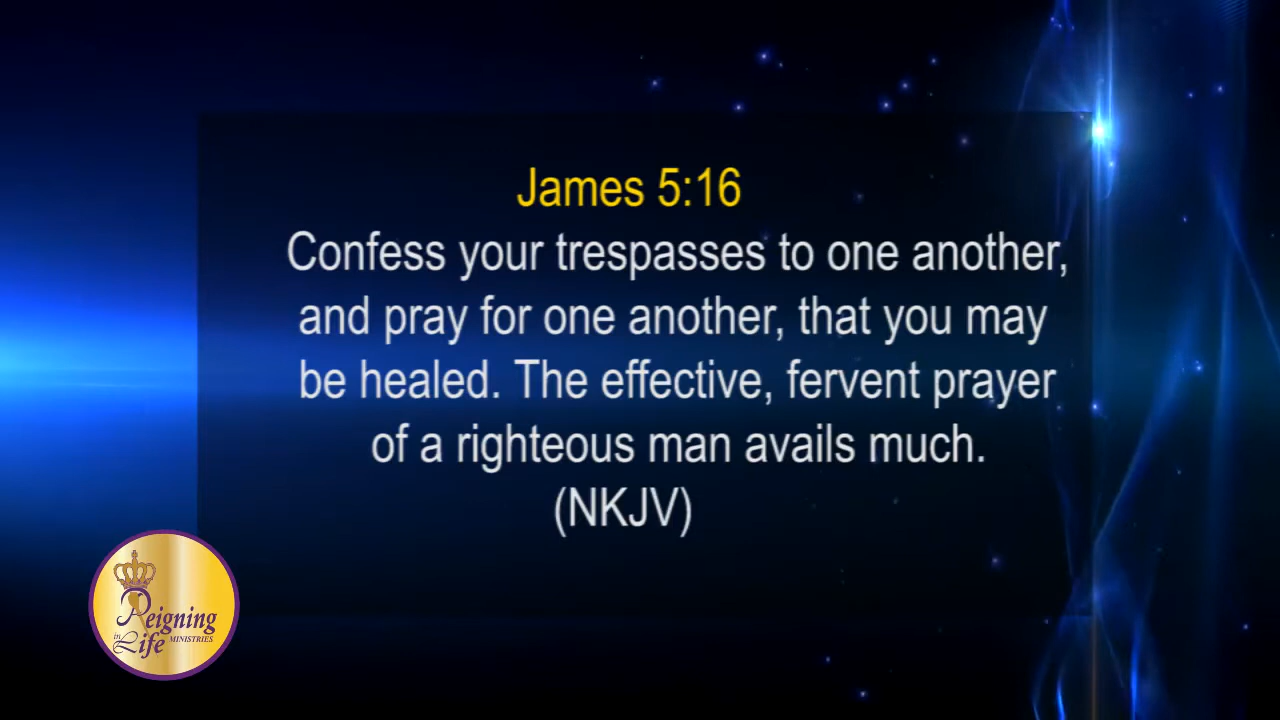 James 5:16
Confess your trespasses to one another,
and pray for one another, that you may
be healed. The effective, fervent prayer
of a righteous man avails much.
(NKJV)
Reigning
in Life MINISTRIES